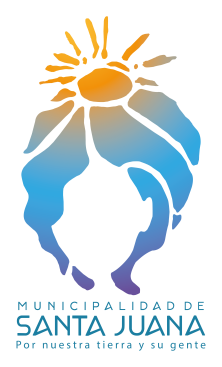 MUNICIPALIDAD DE
SANTA JUANA
Por nuestra tierra y su gente